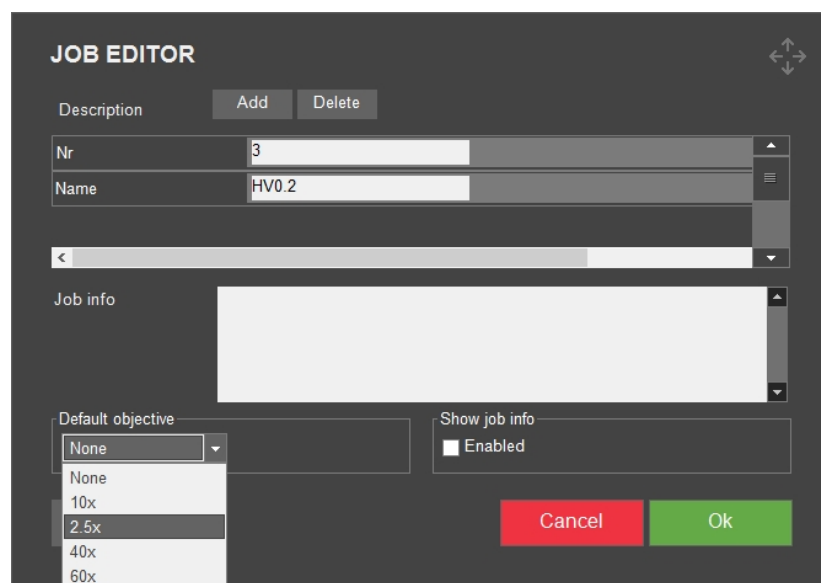 JOB EDITOR
Description Add Delete
Nr 3
Name HV0.2
Job info
Default objective Show job info
None Enabled
None
10x
2.5x Cancel Ok
40x
60x